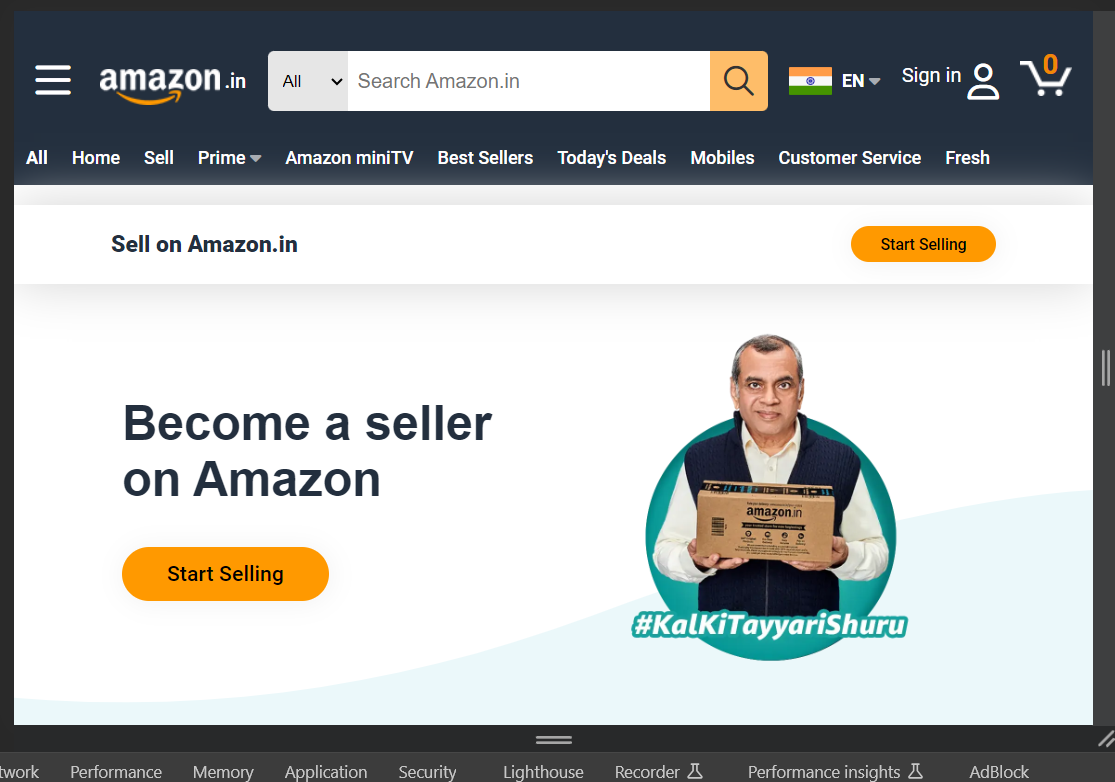 amazon.in
All
Search Amazon.in
EN
Sign in
0
All Home Sell Prime Amazon miniTV Best Sellers Today's Deals Mobiles Customer Service Fresh
Sell on Amazon.in
Start Selling
Become a seller
on Amazon
Start Selling
amazon.in
#KalKiTayyariShuru
twork Performance Memory Application Security Lighthouse Recorder Performance insights AdBlock